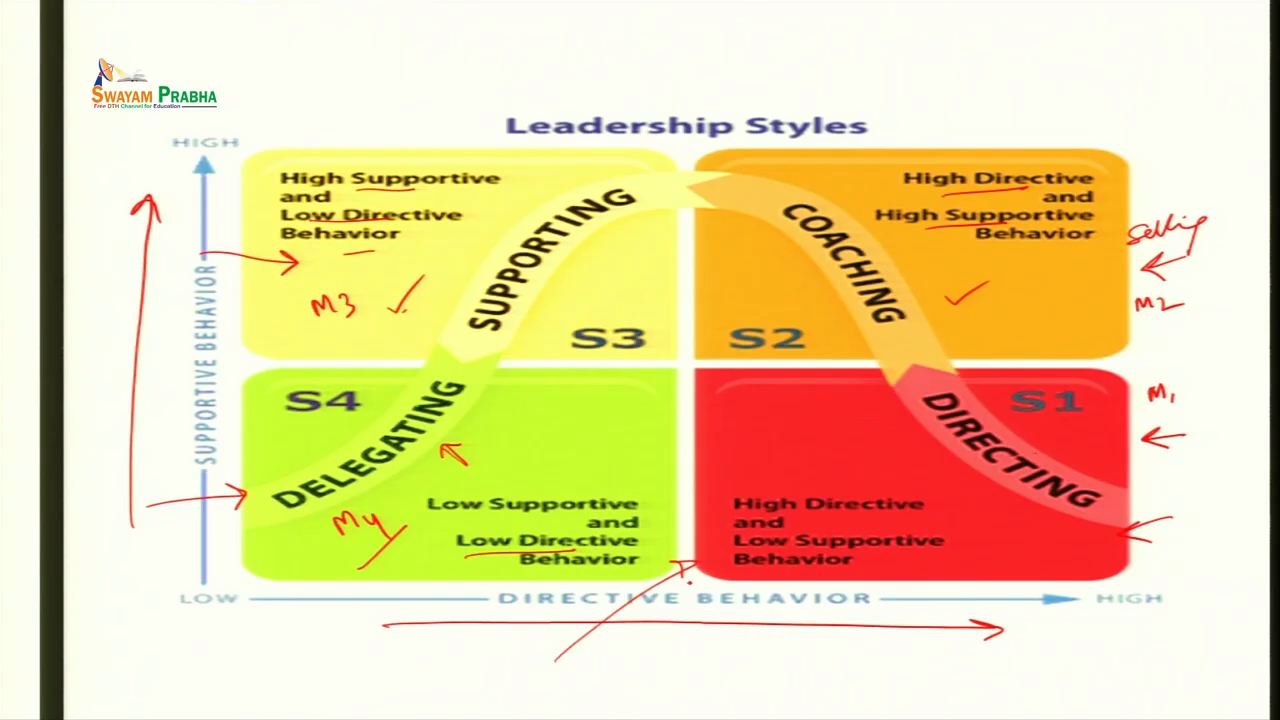 SWAYAM PRABHA
Free DTH Channel for Education
Leadership Styles
HIGH
High Supportive
and
Low Directive
Behavior
SUPPORTING
M3
S3
High Directive
and
High Supportive
Behavior
COACHING
S2
Selling
M2
SUPPORTIVE BEHAVIOR
S4
DELEGATING
M4
Low Supportive
and
Low Directive
Behavior
S1
M1
DIRECTING
High Directive
and
Low Supportive
Behavior
LOW
DIRECTIVE BEHAVIOR
HIGH